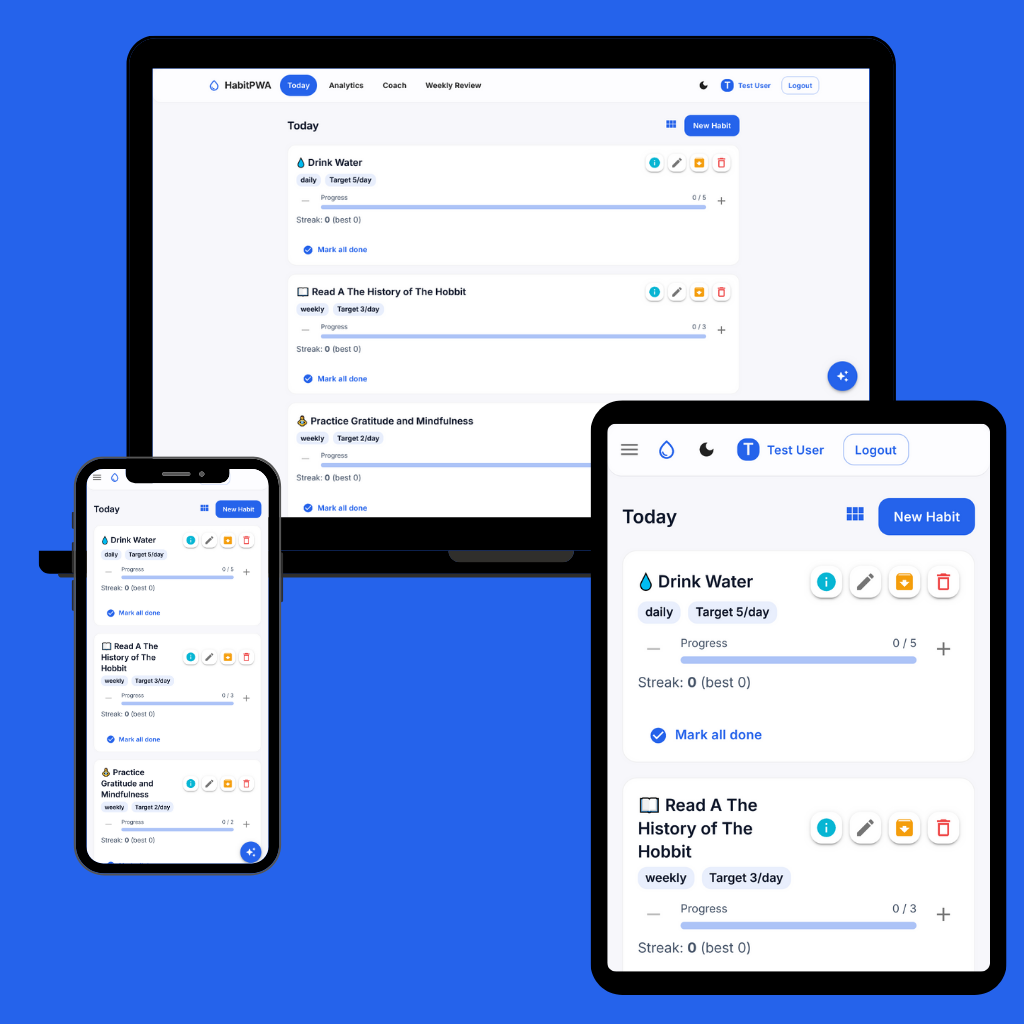 HabitPWA Today Analytics Coach Weekly Review T Test User Logout
Today New Habit
Drink Water
daily Target 5/day
Progress 0 / 5
Streak: 0 (best 0)
Mark all done
Read A The History of The Hobbit
weekly Target 3/day
Progress 0 / 3
Streak: 0 (best 0)
Mark all done
Practice Gratitude and Mindfulness
weekly Target 2/day
Progress
Streak: 0 (best 0)
Mark all done
Today New Habit
Drink Water
daily Target 5/day
Progress 0 / 5
Streak: 0 (best 0)
Mark all done
Read A The
History of The
Hobbit
weekly Target 3/day
Progress 0 / 3
Streak: 0 (best 0)
Mark all done
Practice
Gratitude and
Mindfulness
weekly Target 2/day
Progress 0 / 2
Streak: 0 (best 0)
T Test User Logout
Today New Habit
Drink Water
daily Target 5/day
Progress 0 / 5
Streak: 0 (best 0)
Mark all done
Read A The
History of The
Hobbit
weekly Target 3/day
Progress 0 / 3
Streak: 0 (best 0)